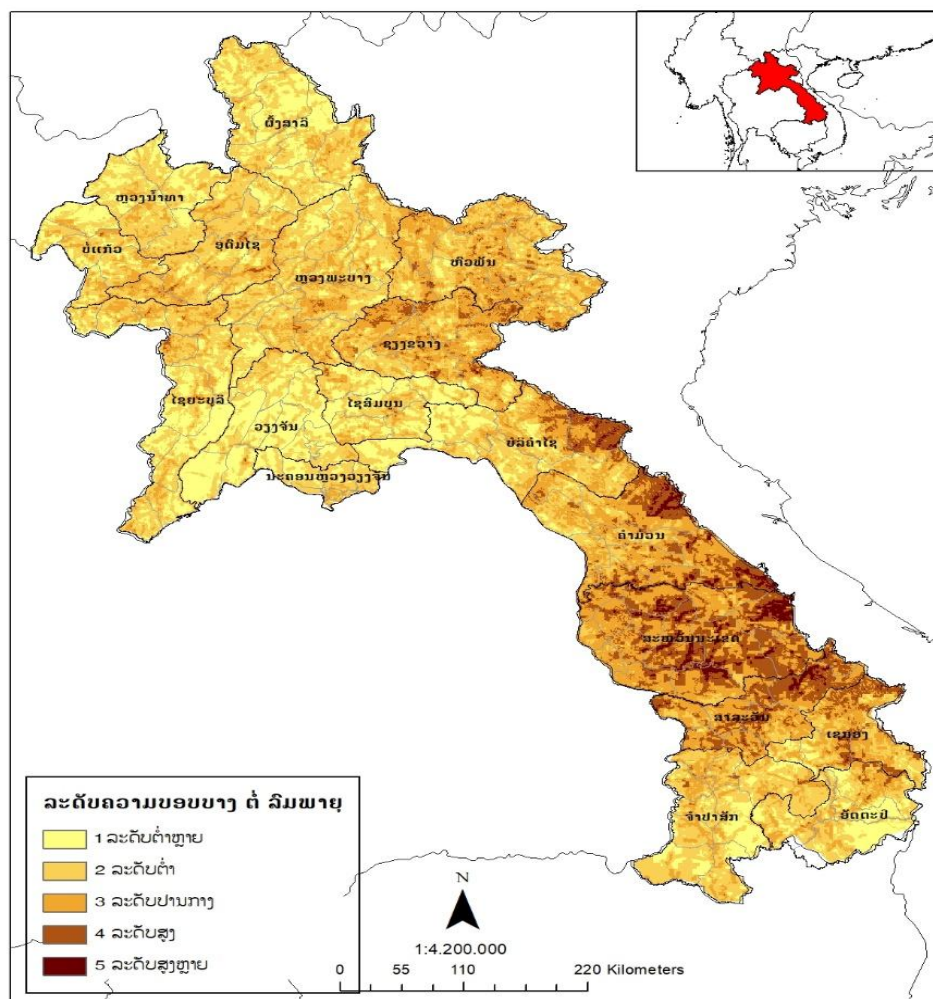 ຜົ້ງສາລີ
ຫຼວງນ້ຳທາ
ບໍ່ແກ້ວ
ອຸດົມໄຊ
ຫຼວງພະບາງ
ຫົວພັນ
ຊຽງຂວາງ
ໄຊຍະບູລີ
ວຽງຈັນ
ໄຊສົມບູນ
ບໍລິຄຳໄຊ
ນະຄອນຫຼວງວຽງຈັນ
ຄຳມ່ວນ
ສະຫວັນນະເຂດ
ສາລະວັນ
ເຊກອງ
ຈຳປາສັກ
ອັດຕະປື
ລະດັບຄວາມບອບບາງ ຕໍ່ ລົມພາຍຸ
1 ລະດັບຕ່ຳຫຼາຍ
2 ລະດັບຕ່ຳ
3 ລະດັບປານກາງ
4 ລະດັບສູງ
5 ລະດັບສູງຫຼາຍ
N
1:4.200.000
0 55 110 220 Kilometers